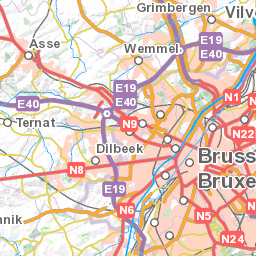 Grimbergen
Vilv
Asse
Wemmel
E19
E40
E19
E40
E40
N1
Ternat
N9
N22
Dilbeek
Bruss
N8
Bruxe
E19
N6
N5
nnik
N24